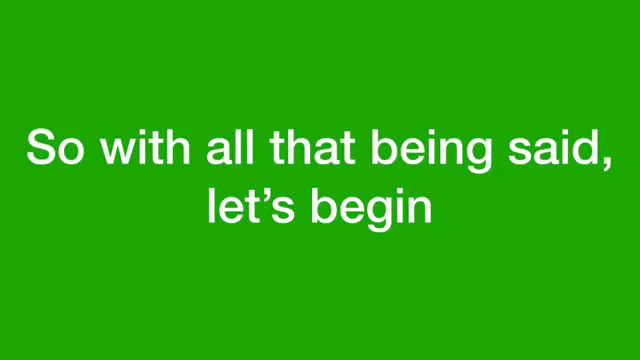 So with all that being said,
let’s begin